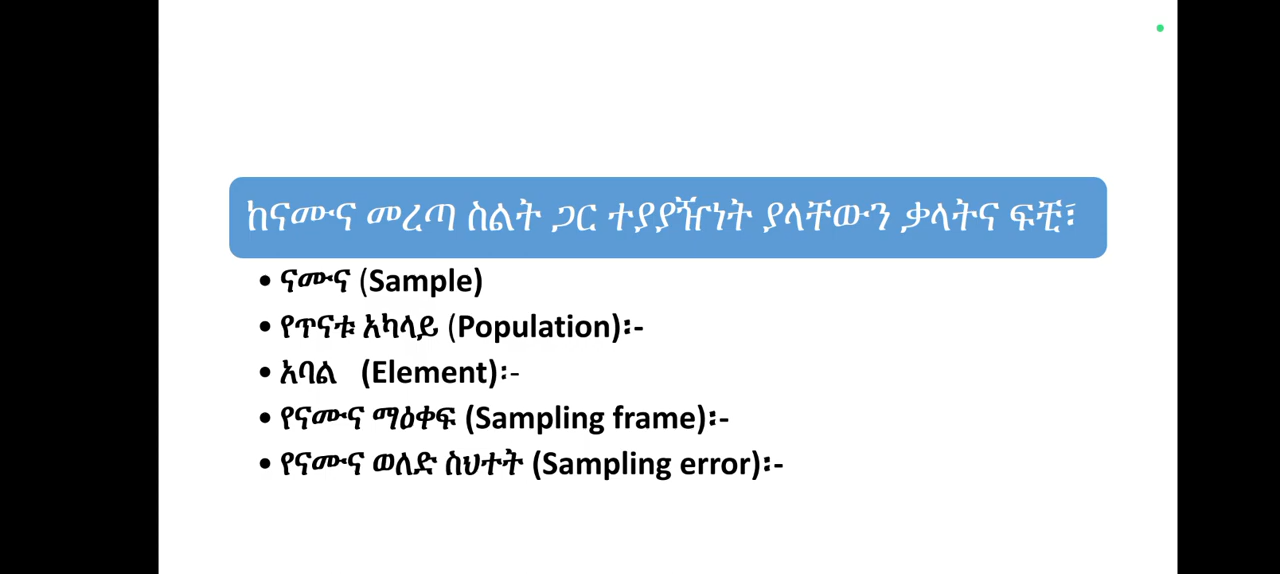 ከናሙና መረጣ ስልት ጋር ተያያዥነት ያላቸውን ቃላትና ፍቺ፤
• ናሙና (Sample)
• የጥናቱ አካላይ (Population)፡-
• አባል (Element)፡-
• የናሙና ማዕቀፍ (Sampling frame)፡-
• የናሙና ወለድ ስህተት (Sampling error)፡-